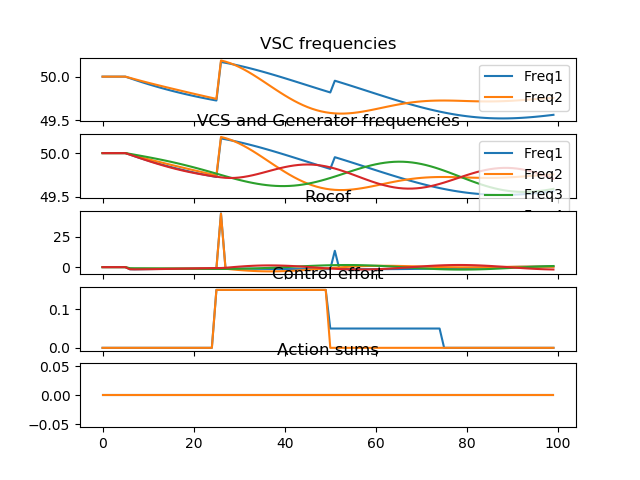 VSC frequencies
50.0
49.5
Freq1
Freq2
VCS and Generator frequencies
50.0
49.5
Freq1
Freq2
Freq3
Rocof
25
0
Control effort
0.1
0.0
Action sums
0.05
0.00
−0.05
0 20 40 60 80 100